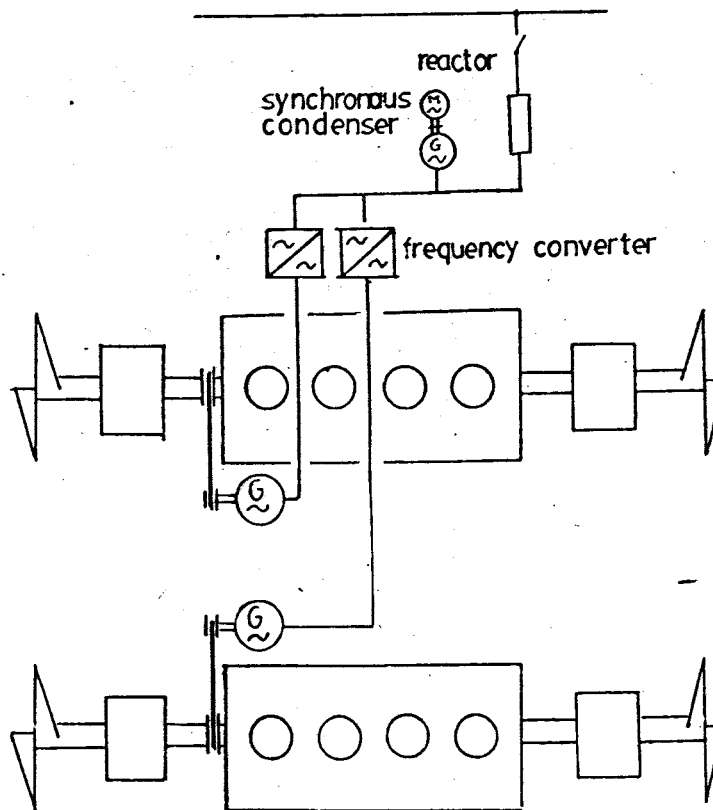 reactor
synchronous
condenser
M
G
frequency converter
G
G